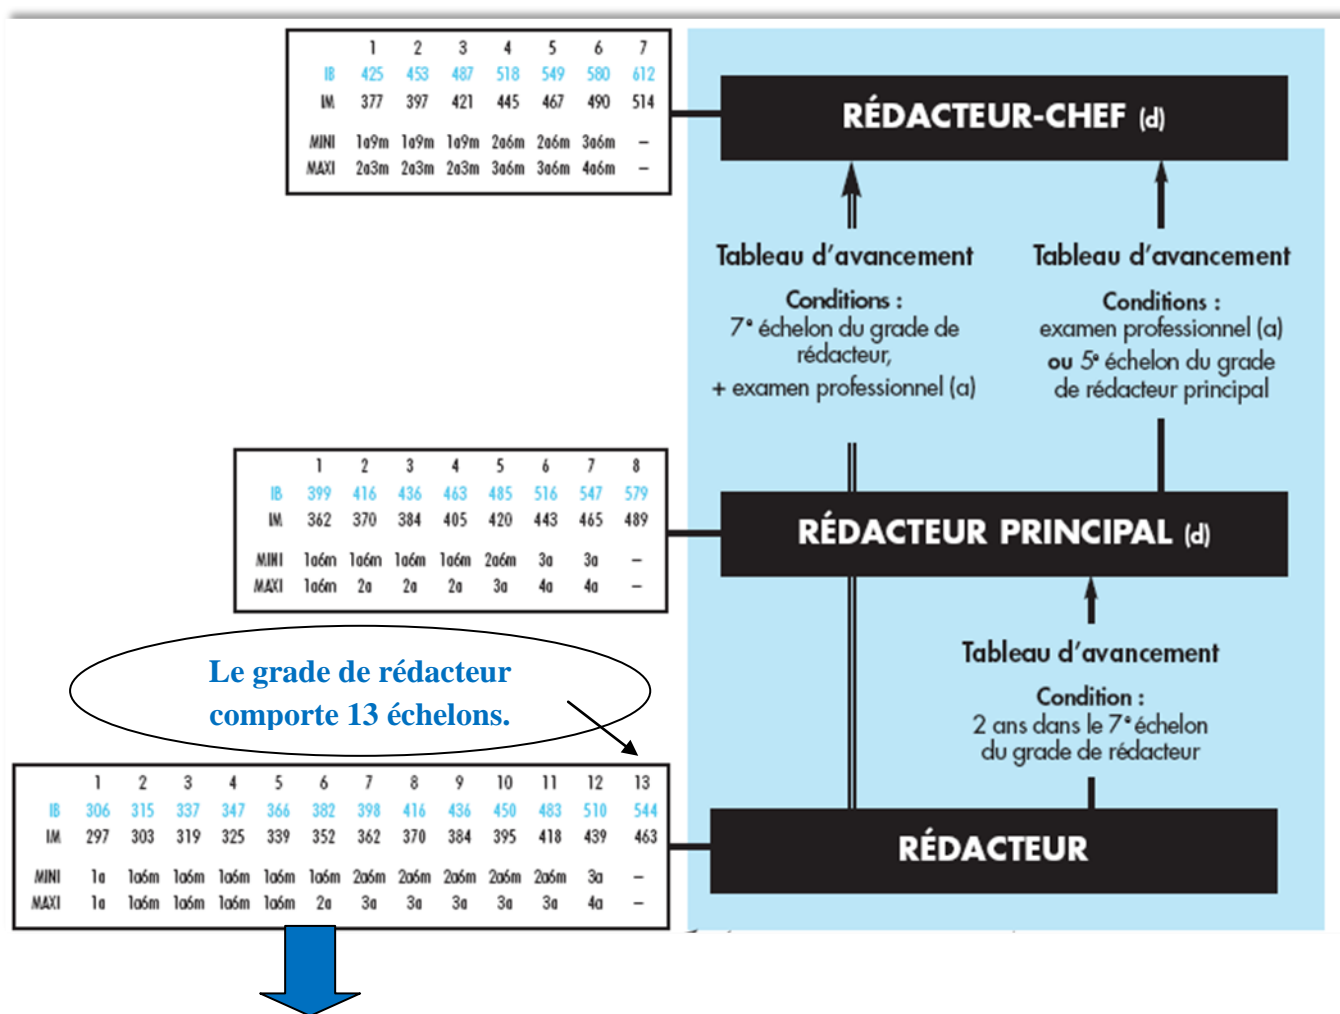 1 2 3 4 5 6 7
IB 425 453 487 518 549 580 612
IM 377 397 421 445 467 490 514
MINI 1a9m 1a9m 1a9m 2a6m 2a6m 3a6m –
MAXI 2a3m 2a3m 2a3m 3a6m 3a6m 4a6m –
RÉDACTEUR-CHEF (d)
Tableau d'avancement
Conditions :
7e échelon du grade de
rédacteur,
+ examen professionnel (a)
Tableau d'avancement
Conditions :
examen professionnel (a)
ou 5e échelon du grade
de rédacteur principal
1 2 3 4 5 6 7 8
IB 399 416 436 463 485 516 547 579
IM 362 370 384 405 420 443 465 489
MINI 1a6m 1a6m 1a6m 1a6m 2a6m 3a 3a –
MAXI 1a6m 2a 2a 2a 3a 4a 4a –
RÉDACTEUR PRINCIPAL (d)
Le grade de rédacteur
comporte 13 échelons.
Tableau d'avancement
Condition :
2 ans dans le 7e échelon
du grade de rédacteur
1 2 3 4 5 6 7 8 9 10 11 12 13
IB 306 315 337 347 366 382 398 416 436 450 483 510 544
IM 297 303 319 325 339 352 362 370 384 395 418 439 463
MINI 1a 1a6m 1a6m 1a6m 1a6m 1a6m 2a6m 2a6m 2a6m 2a6m 2a6m 3a –
MAXI 1a 1a6m 1a6m 1a6m 1a6m 2a 3a 3a 3a 3a 3a 4a –
RÉDACTEUR